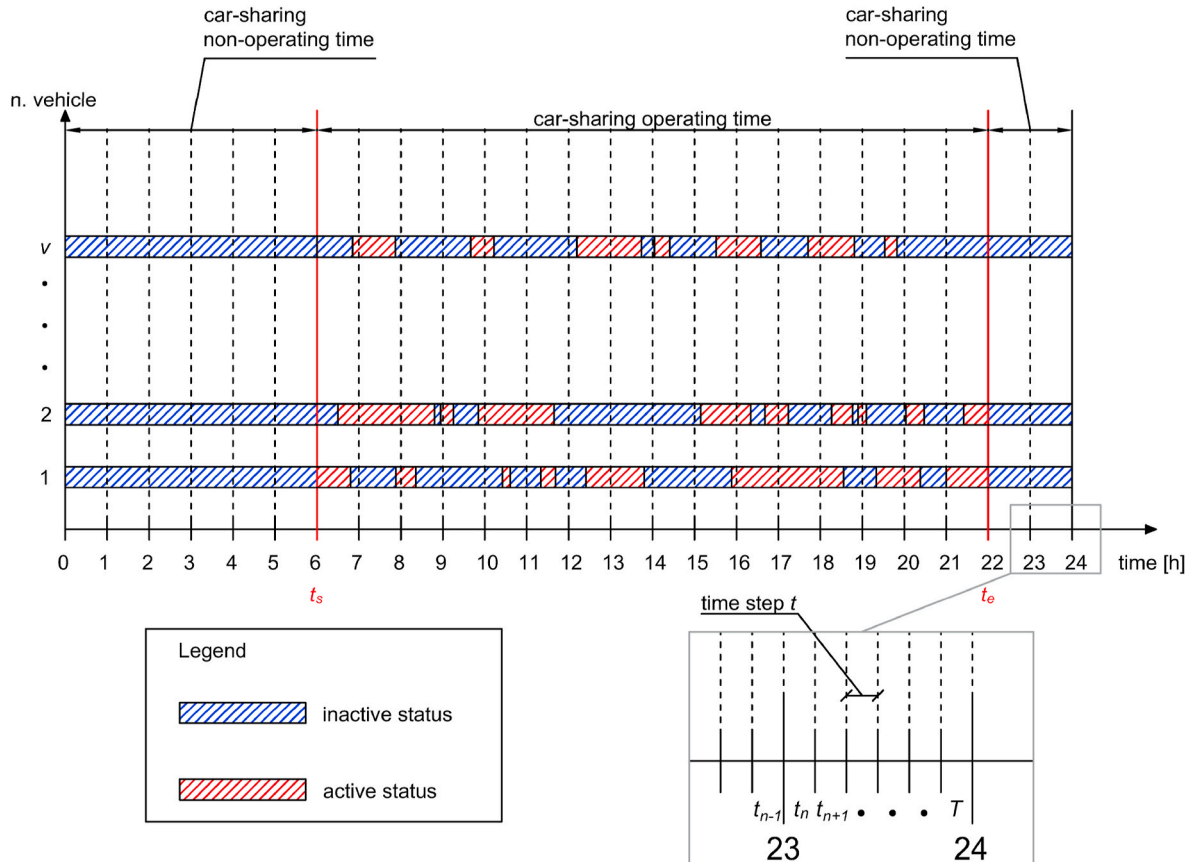 car-sharing
non-operating time
car-sharing
non-operating time
n. vehicle
car-sharing operating time
v
2
1
0 1 2 3 4 5 6 7 8 9 10 11 12 13 14 15 16 17 18 19 20 21 22 23 24 time [h]
ts te
time step t
Legend
inactive status
active status
tn-1 tn tn+1 • • • T
23 24